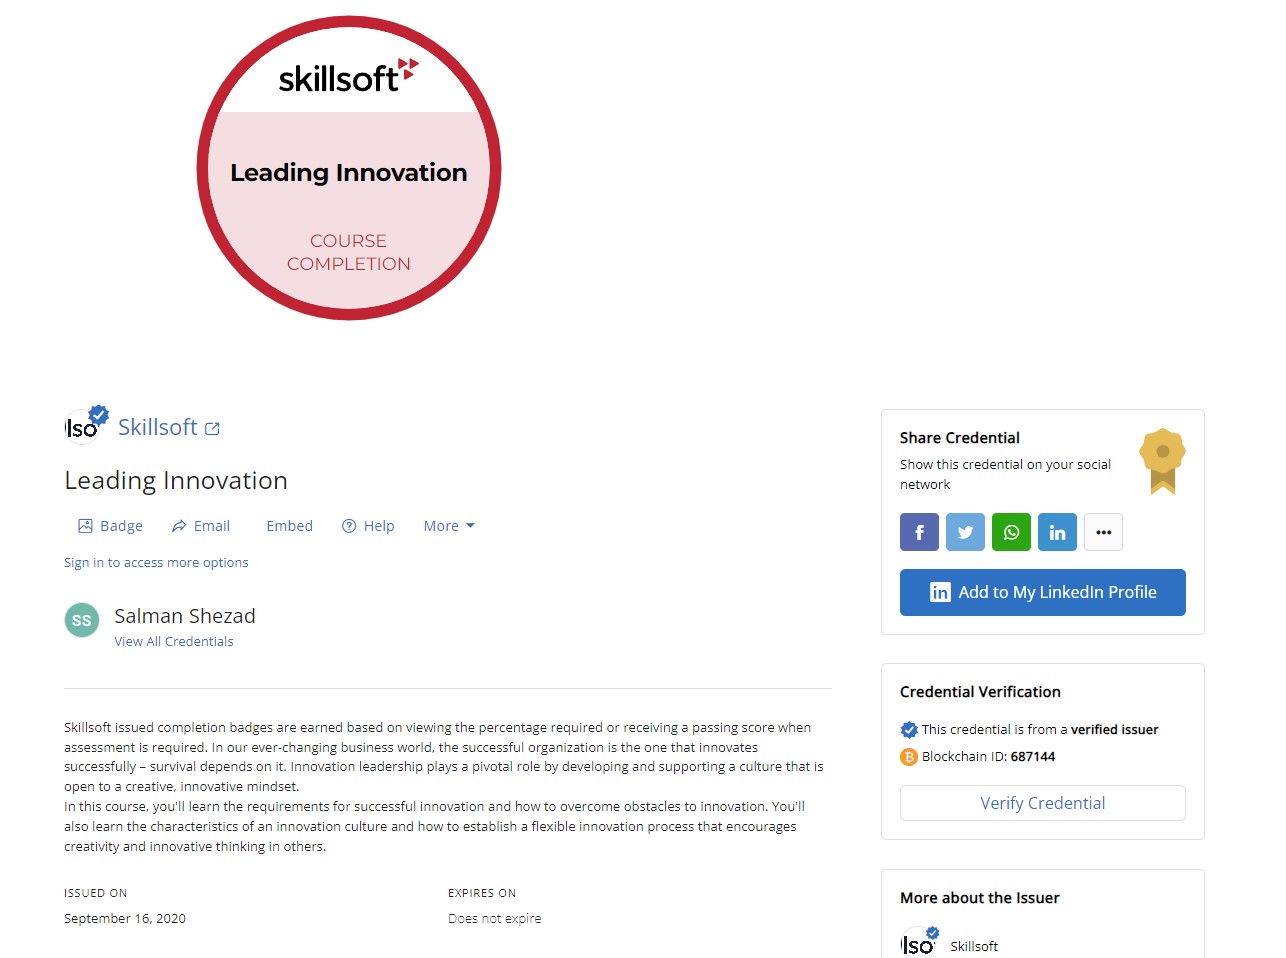 skillsoft
Leading Innovation
COURSE
COMPLETION
lso
Skillsoft
Leading Innovation
Badge
Email
Embed
Help
More
Sign in to access more options
SS
Salman Shezad
View All Credentials
Skillsoft issued completion badges are earned based on viewing the percentage required or receiving a passing score when
assessment is required. In our ever-changing business world, the successful organization is the one that innovates
successfully – survival depends on it. Innovation leadership plays a pivotal role by developing and supporting a culture that is
open to a creative, innovative mindset.
In this course, you'll learn the requirements for successful innovation and how to overcome obstacles to innovation. You'll
also learn the characteristics of an innovation culture and how to establish a flexible innovation process that encourages
creativity and innovative thinking in others.
ISSUED ON
September 16, 2020
EXPIRES ON
Does not expire
Share Credential
Show this credential on your social
network
Add to My LinkedIn Profile
Credential Verification
This credential is from a verified issuer
Blockchain ID: 687144
Verify Credential
More about the Issuer
lso
Skillsoft